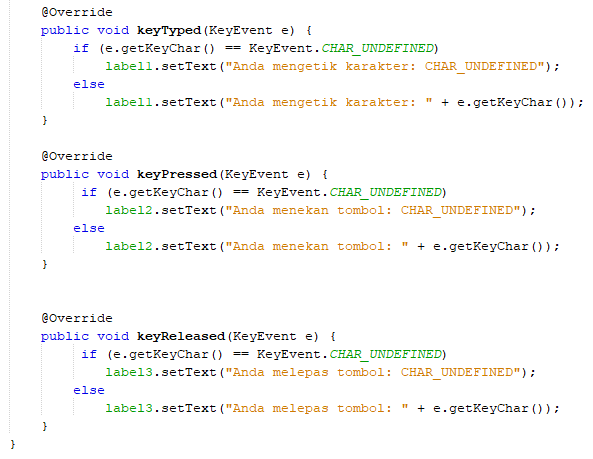 @Override
public void keyTyped(KeyEvent e) {
if (e.getKeyChar() == KeyEvent.CHAR_UNDEFINED)
label1.setText("Anda mengetik karakter: CHAR_UNDEFINED");
else
label1.setText("Anda mengetik karakter: " + e.getKeyChar());
}
@Override
public void keyPressed(KeyEvent e) {
if (e.getKeyChar() == KeyEvent.CHAR_UNDEFINED)
label2.setText("Anda menekan tombol: CHAR_UNDEFINED");
else
label2.setText("Anda menekan tombol: " + e.getKeyChar());
}
@Override
public void keyReleased(KeyEvent e) {
if (e.getKeyChar() == KeyEvent.CHAR_UNDEFINED)
label3.setText("Anda melepas tombol: CHAR_UNDEFINED");
else
label3.setText("Anda melepas tombol: " + e.getKeyChar());
}
}